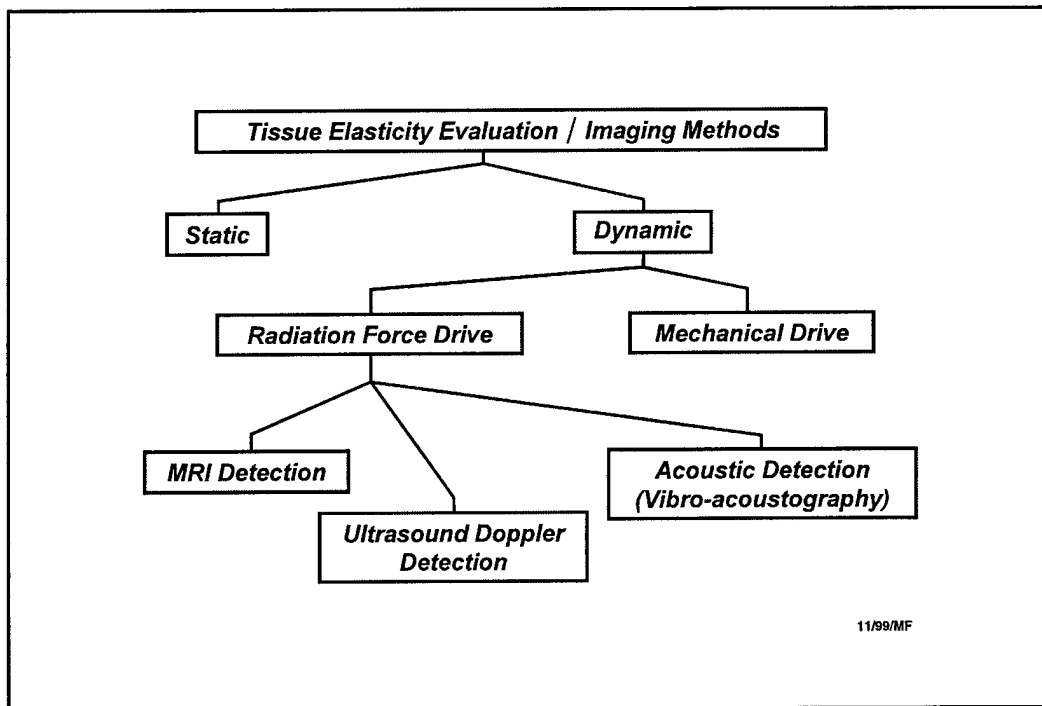 Tissue Elasticity Evaluation / Imaging Methods
Static
Dynamic
Radiation Force Drive
Mechanical Drive
MRI Detection
Acoustic Detection
(Vibro-acoustography)
Ultrasound Doppler
Detection
11/99/MF